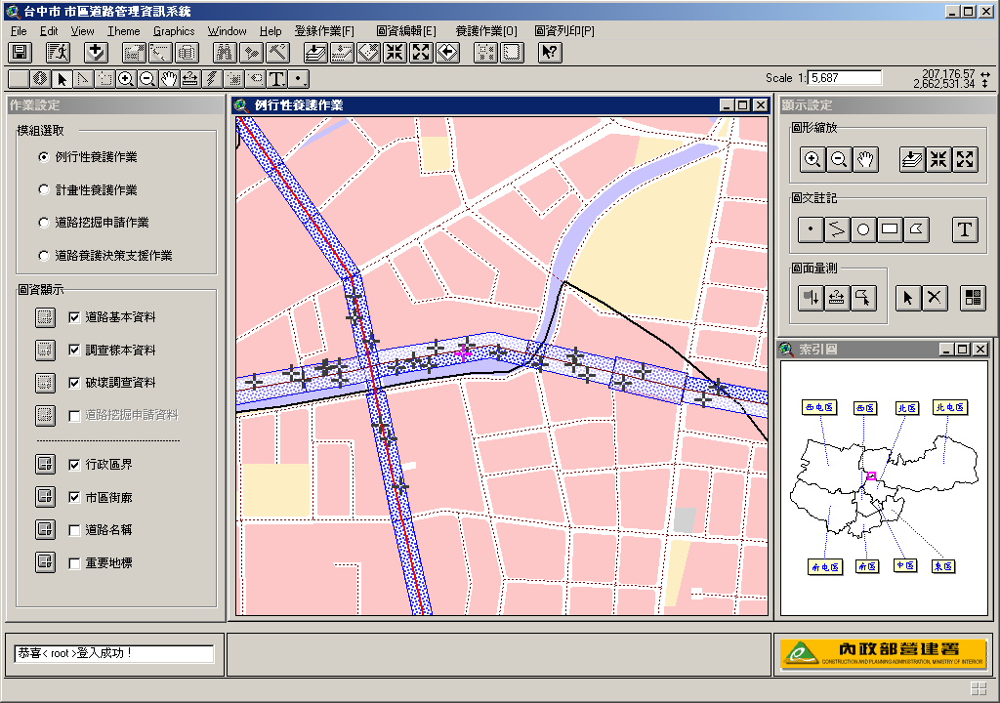 台中市 市區道路管理資訊系統
File Edit View Theme Graphics Window Help 登錄作業[F] 圖資編輯[E] 養護作業[O] 圖資列印[P]
Scale 1: 5,687
207,176.57
2,662,531.34
作業設定
模組選取
例行性養護作業
計畫性養護作業
道路挖掘申請作業
道路養護決策支援作業
圖資顯示
道路基本資料
調查樣本資料
破壞調查資料
道路挖掘申請資料
行政區界
市區街廓
道路名稱
重要地標
例行性養護作業
顯示設定
圖形縮放
圖文註記
T
圖面量測
索引圖
西屯區 西區 北區 北屯區
南屯區 南區 中區 東區
恭喜< root >登入成功！
內政部營建署
CONSTRUCTION AND PLANNING ADMINISTRATION, MINISTRY OF INTERIOR